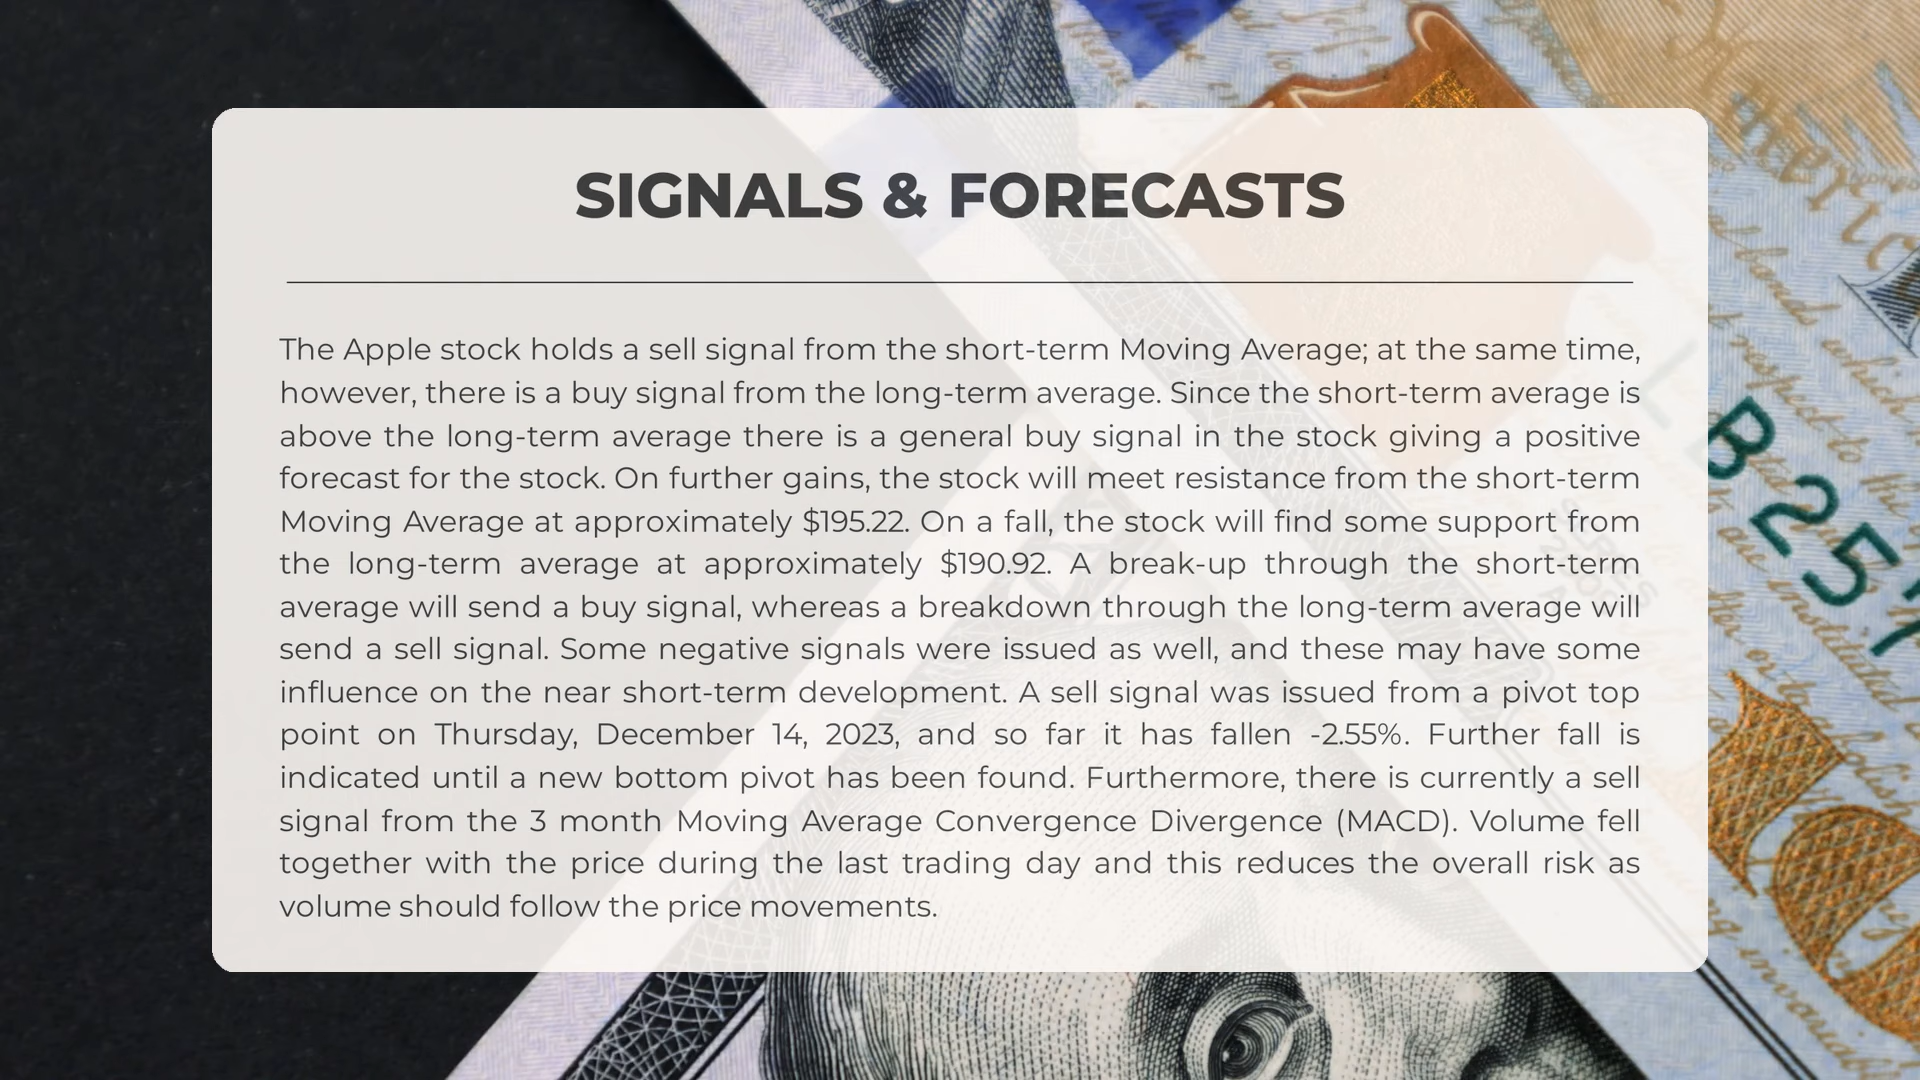 SIGNALS & FORECASTS
The Apple stock holds a sell signal from the short-term Moving Average; at the same time,
however, there is a buy signal from the long-term average. Since the short-term average is
above the long-term average there is a general buy signal in the stock giving a positive
forecast for the stock. On further gains, the stock will meet resistance from the short-term
Moving Average at approximately $195.22. On a fall, the stock will find some support from
the long-term average at approximately $190.92. A break-up through the short-term
average will send a buy signal, whereas a breakdown through the long-term average will
send a sell signal. Some negative signals were issued as well, and these may have some
influence on the near short-term development. A sell signal was issued from a pivot top
point on Thursday, December 14, 2023, and so far it has fallen -2.55%. Further fall is
indicated until a new bottom pivot has been found. Furthermore, there is currently a sell
signal from the 3 month Moving Average Convergence Divergence (MACD). Volume fell
together with the price during the last trading day and this reduces the overall risk as
volume should follow the price movements.
LB25